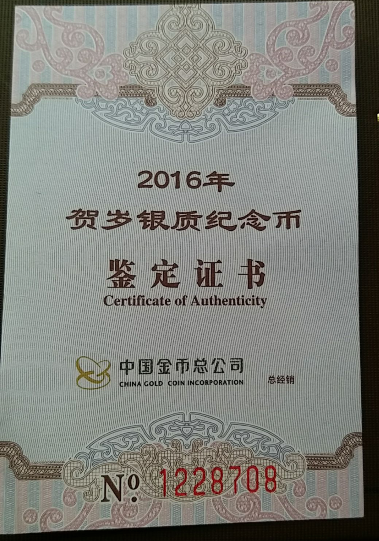 2016年
贺岁银质纪念币
鉴定证书
Certificate of Authenticity
中国金币总公司
CHINA GOLD COIN INCORPORATION
总经销
Nº. 1228708